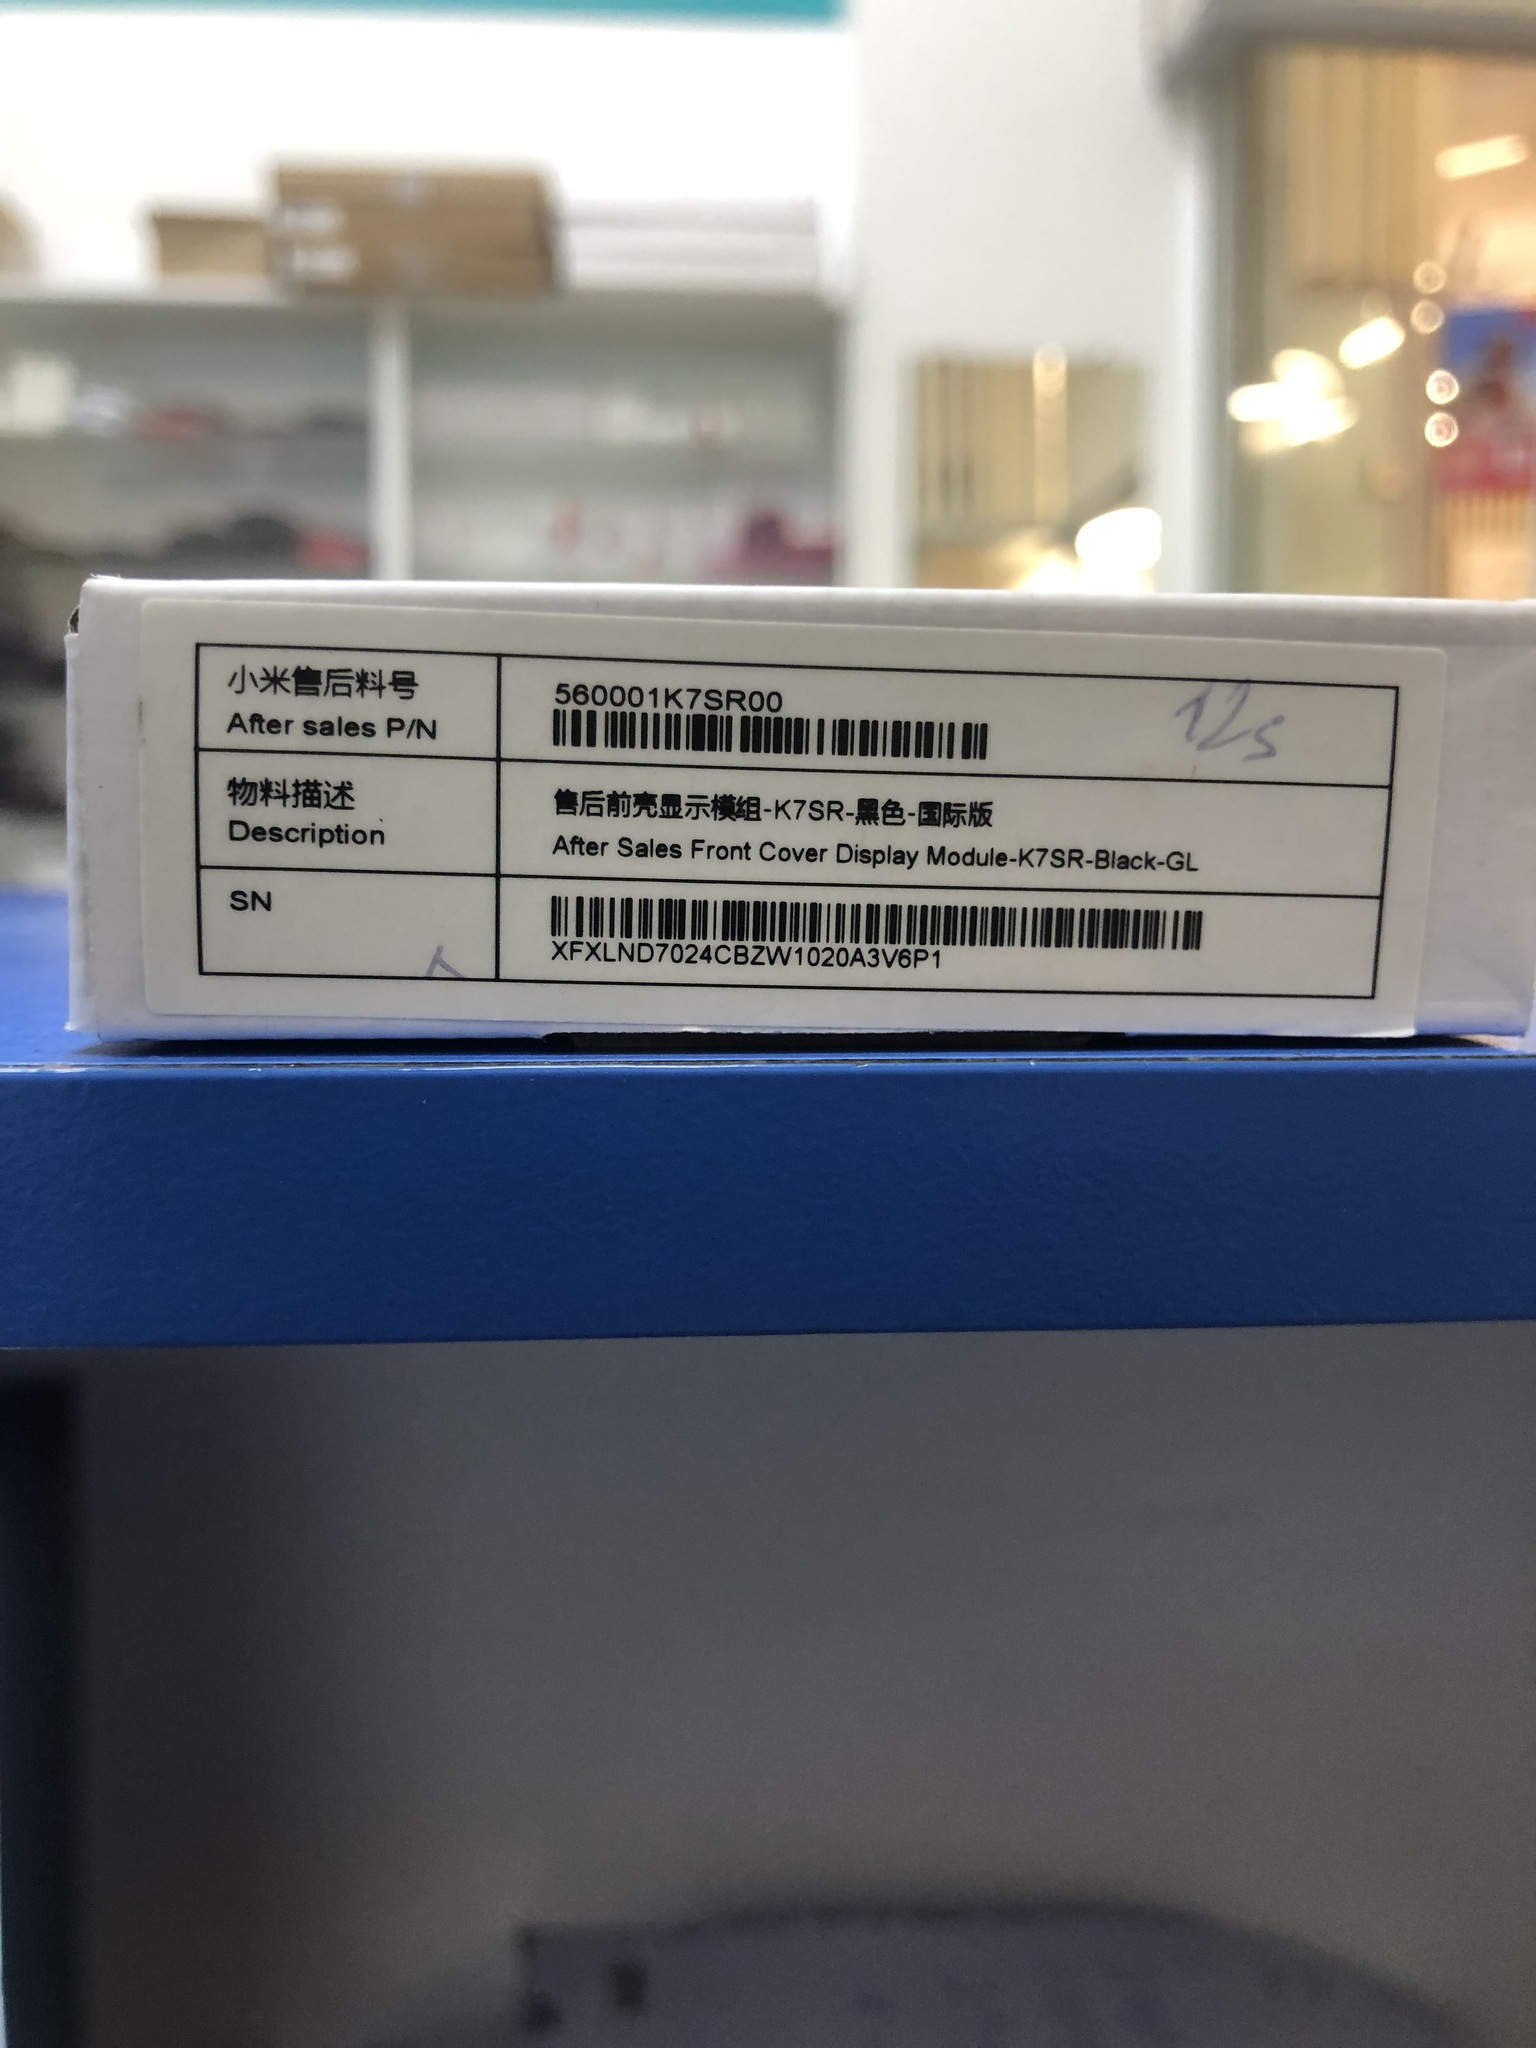 小米售后料号
After sales P/N
560001K7SR00
12s
物料描述
Description
售后前壳显示模组-K7SR-黑色-国际版
After Sales Front Cover Display Module-K7SR-Black-GL
SN
XFXLND7024CBZW1020A3V6P1